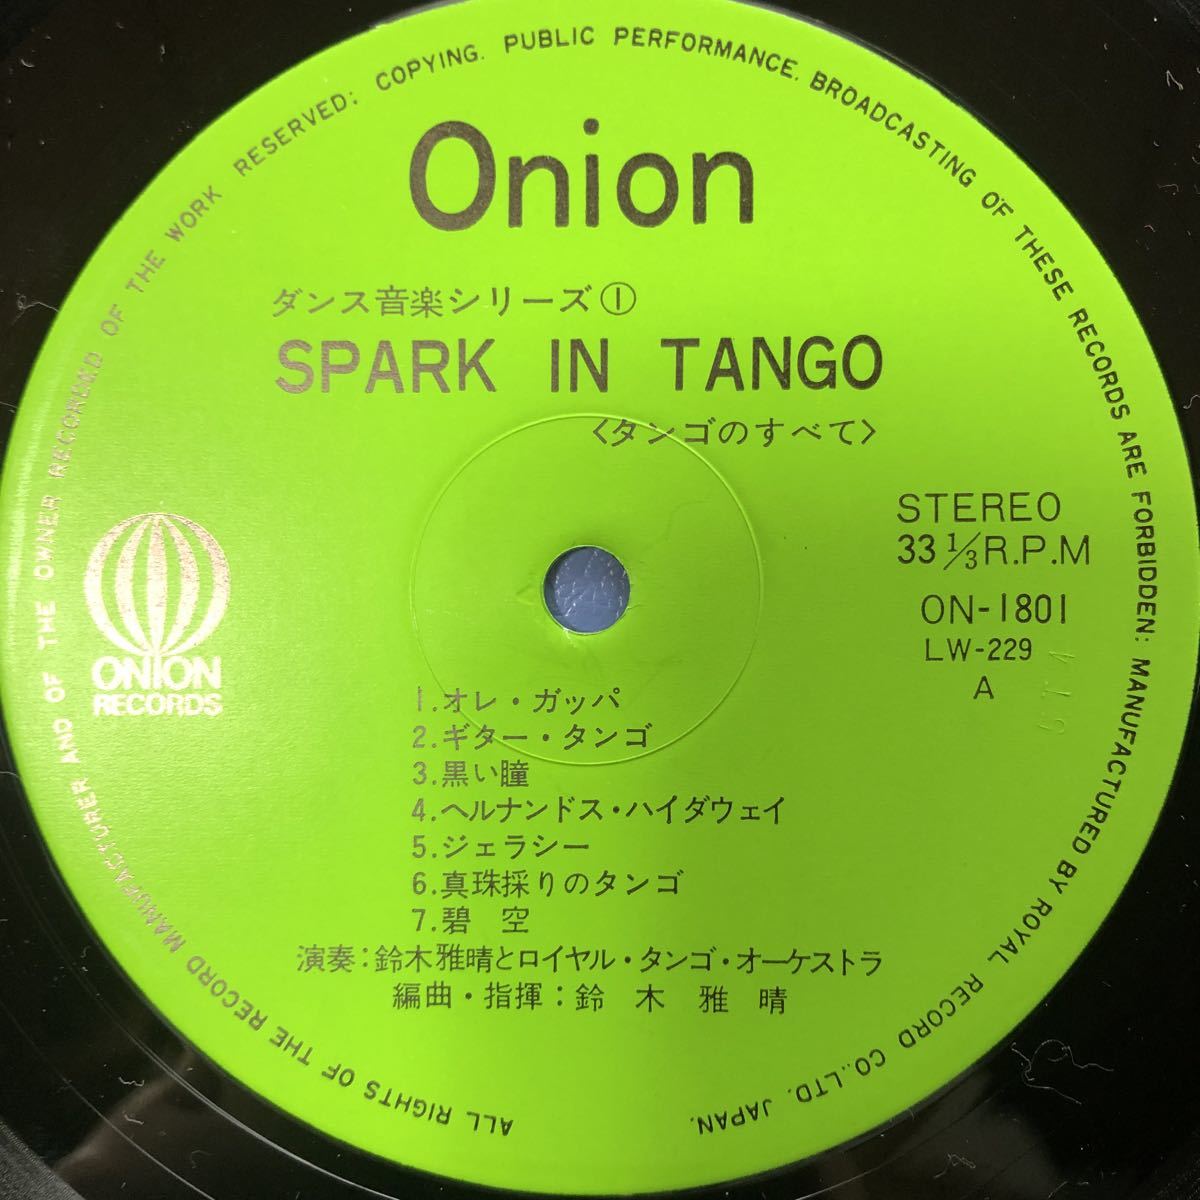 Onion
ダンス音楽シリーズ①
SPARK IN TANGO
〈タンゴのすべて〉
STEREO
33 1/3 R.P.M
ON-1801
LW-229
A
ONION
RECORDS
1.オレ・ガッパ
2.ギター・タンゴ
3.黒い瞳
4.ヘルナンドス・ハイダウェイ
5.ジェラシー
6.真珠採りのタンゴ
7.碧 空
演奏:鈴木雅晴とロイヤル・タンゴ・オーケストラ
編曲・指揮:鈴 木 雅 晴
ALL RIGHTS OF THE RECORD MANUFACTURER AND OF THE OWNER RECORDED OF THE WORK RESERVED; COPYING. PUBLIC PERFORMANCE. BROADCASTING OF THESE RECORDS ARE FORBIDDEN: MANUFACTURED BY ROYAL RECORD CO.,LTD. JAPAN.